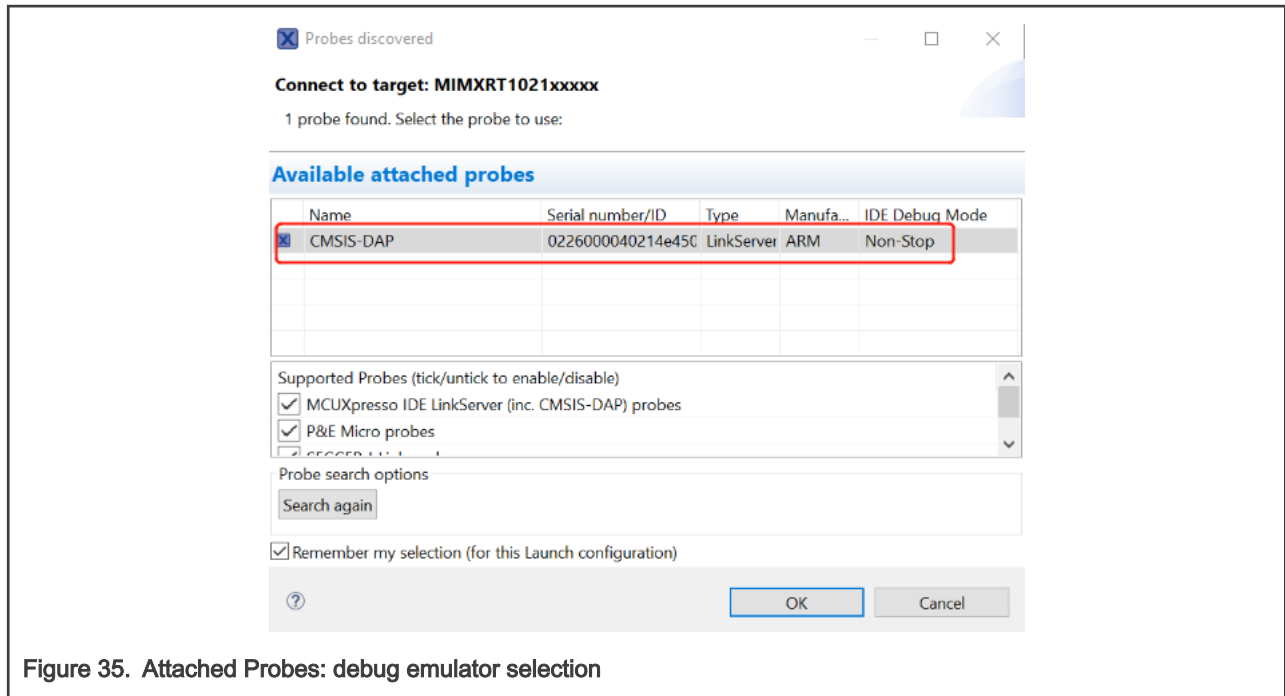 Probes discovered
Connect to target: MIMXRT1021xxxxx
1 probe found. Select the probe to use:
Available attached probes
Name Serial number/ID Type Manufa... IDE Debug Mode
CMSIS-DAP 0226000040214e450 LinkServer ARM Non-Stop
Supported Probes (tick/untick to enable/disable)
MCUXpresso IDE LinkServer (inc. CMSIS-DAP) probes
P&E Micro probes
Probe search options
Search again
Remember my selection (for this Launch configuration)
OK Cancel
Figure 35. Attached Probes: debug emulator selection